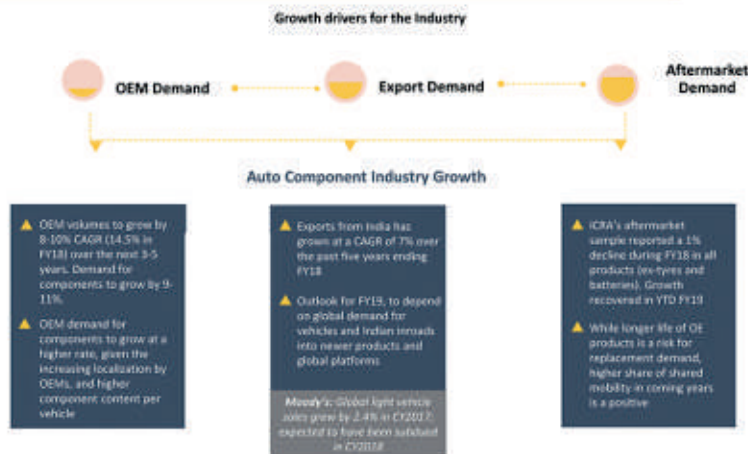 Growth drivers for the Industry
OEM Demand
Export Demand
Aftermarket
Demand
Auto Component Industry Growth
OEM volumes to grow by
8-10% CAGR (14.5% in
FY18) over the next 3-5
years. Demand for
components to grow by 9-
11%.
OEM demand for
components to grow at a
higher rate, given the
increasing localization by
OEMs, and higher
component content per
vehicle
Exports from India has
grown at a CAGR of 7% over
the past five years ending
FY18
Outlook for FY19, to depend
on global demand for
vehicles and Indian inroads
into newer products and
global platforms
Moody's: Global light vehicle
sales grew by 2.4% in CY2017;
expected to have been subdued
in CY2018
ICRA's aftermarket
sample reported a 1%
decline during FY18 in all
products (ex-tyres and
batteries). Growth
recovered in YTD FY19
While longer life of OE
products is a risk for
replacement demand,
higher share of shared
mobility in coming years
is a positive